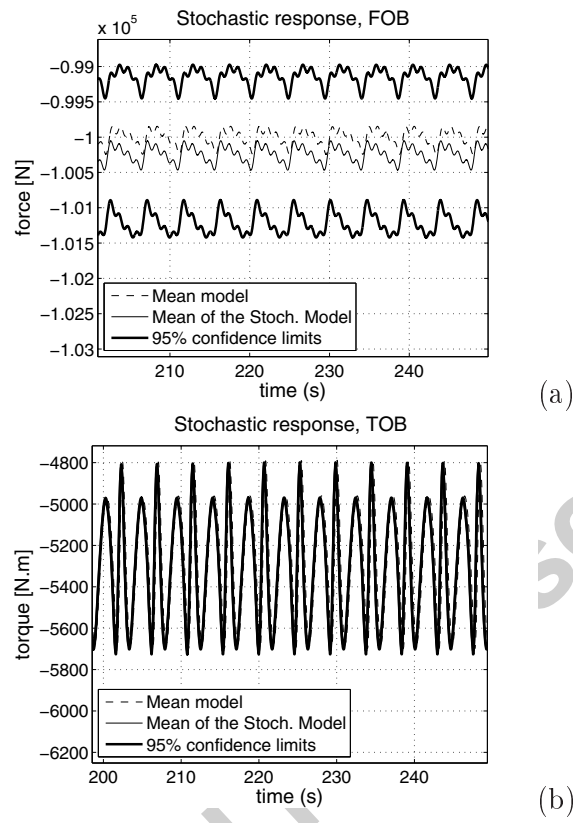 Stochastic response, FOB
x 10^5
−0.99
−0.995
−1
−1.005
−1.01
−1.015
−1.02
−1.025
−1.03
force [N]
Mean model
Mean of the Stoch. Model
95% confidence limits
210 220 230 240
time (s)
(a)
Stochastic response, TOB
−4800
−5000
−5200
−5400
−5600
−5800
−6000
−6200
torque [N.m]
Mean model
Mean of the Stoch. Model
95% confidence limits
200 210 220 230 240
time (s)
(b)